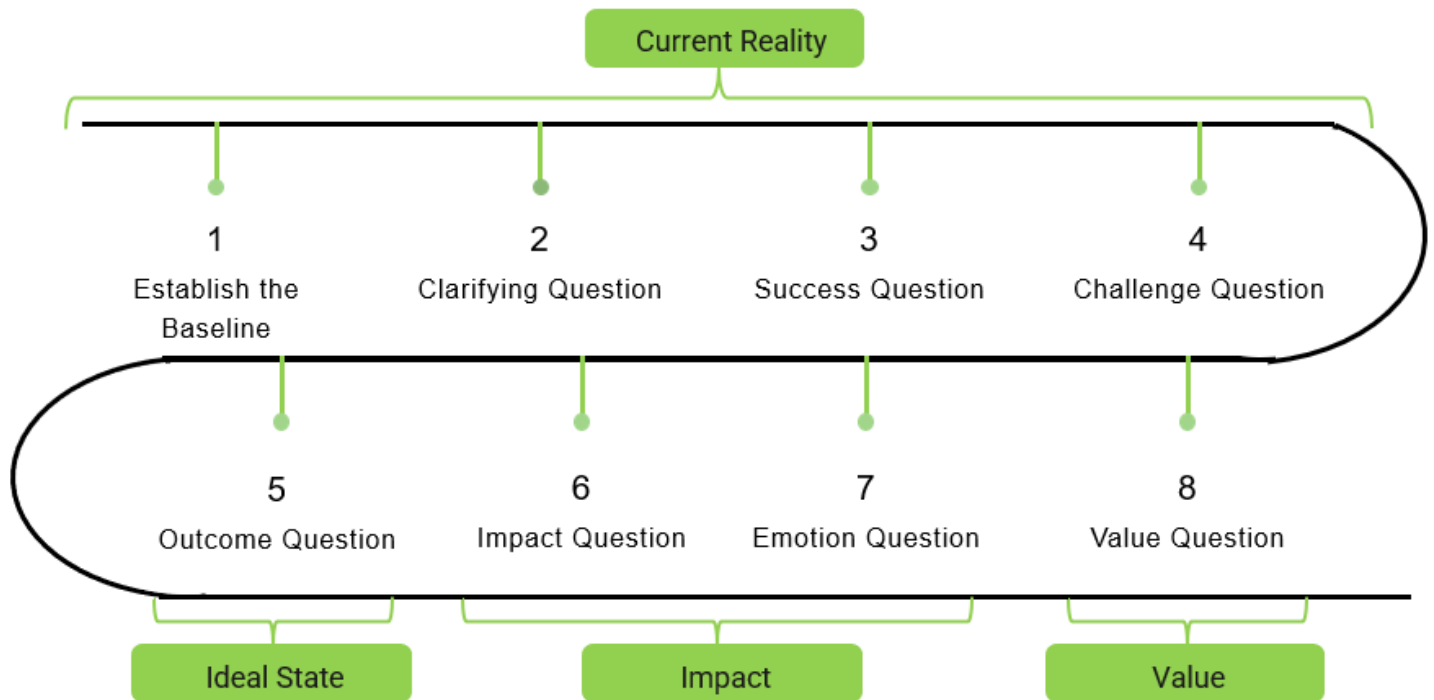 Current Reality
1
2
3
4
Establish the
Baseline
Clarifying Question
Success Question
Challenge Question
5
6
7
8
Outcome Question
Impact Question
Emotion Question
Value Question
Ideal State
Impact
Value